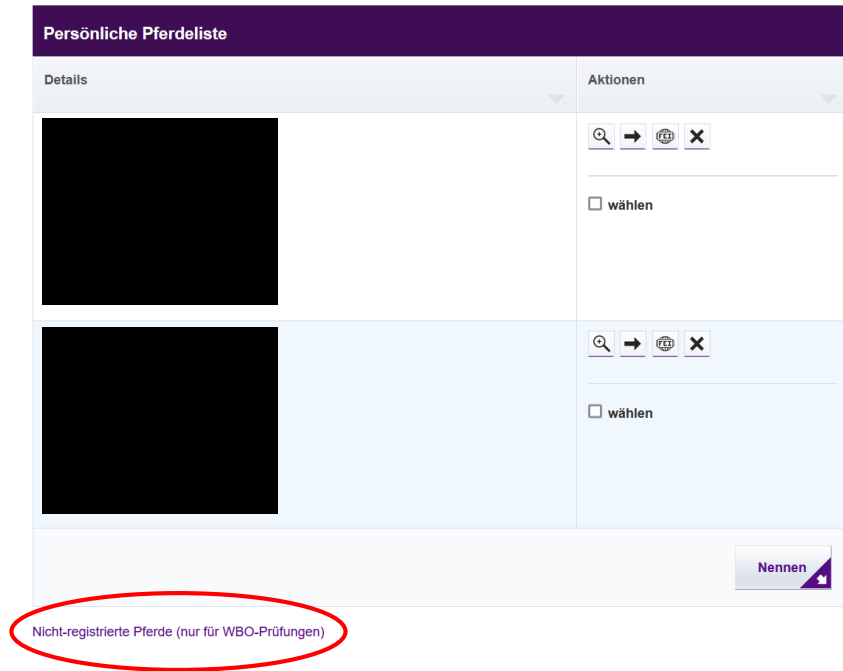 Persönliche Pferdeliste
Details
Aktionen
wählen
wählen
Nennen
Nicht-registrierte Pferde (nur für WBO-Prüfungen)